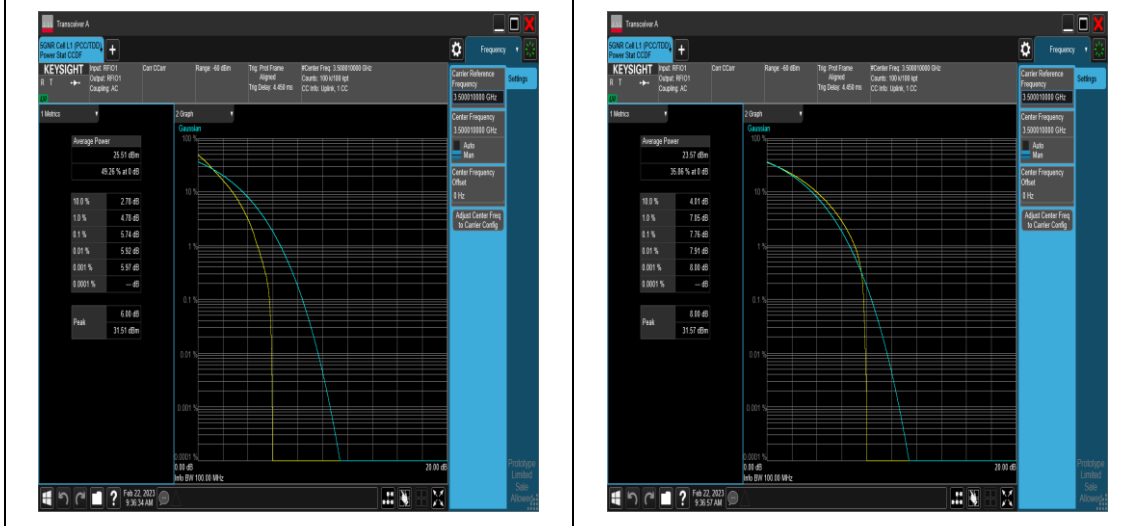 Transceiver A
5GNR Cell L1 (PCC/TDD)
Power Stat CCDF
+
Frequency
KEYSIGHT
R T
Input: RFIO1
Output: RFIO1
Coupling: AC
Corr CCorr
Range: -60 dBm
Trig: Prot Frame
Aligned
Trig Delay: 4.450 ms
#Center Freq: 3.500010000 GHz
Counts: 100 k/100 kpt
CC Info: Uplink, 1 CC
Carrier Reference
Frequency
3.500010000 GHz
Settings
Center Frequency
3.500010000 GHz
Auto
Man
Center Frequency
Offset
0 Hz
Adjust Center Freq
to Carrier Config
1 Metrics
2 Graph
Gaussian
Average Power
25.51 dBm
49.26 % at 0 dB
10.0 % 2.78 dB
1.0 % 4.78 dB
0.1 % 5.74 dB
0.01 % 5.92 dB
0.001 % 5.97 dB
0.0001 % --- dB
Peak
6.00 dB
31.51 dBm
100 %
10 %
1 %
0.1 %
0.01 %
0.001 %
0.0001 %
0.00 dB
20.00 dB
Info BW 100.00 MHz
Prototype
Limited
Sale
Allowed
?
Feb 22, 2023
9:36:34 AM
Transceiver A
5GNR Cell L1 (PCC/TDD)
Power Stat CCDF
+
Frequency
KEYSIGHT
R T
Input: RFIO1
Output: RFIO1
Coupling: AC
Corr CCorr
Range: -60 dBm
Trig: Prot Frame
Aligned
Trig Delay: 4.450 ms
#Center Freq: 3.500010000 GHz
Counts: 100 k/100 kpt
CC Info: Uplink, 1 CC
Carrier Reference
Frequency
3.500010000 GHz
Settings
Center Frequency
3.500010000 GHz
Auto
Man
Center Frequency
Offset
0 Hz
Adjust Center Freq
to Carrier Config
1 Metrics
2 Graph
Gaussian
Average Power
23.57 dBm
35.86 % at 0 dB
10.0 % 4.01 dB
1.0 % 7.05 dB
0.1 % 7.76 dB
0.01 % 7.91 dB
0.001 % 8.00 dB
0.0001 % --- dB
Peak
8.00 dB
31.57 dBm
100 %
10 %
1 %
0.1 %
0.01 %
0.001 %
0.0001 %
0.00 dB
20.00 dB
Info BW 100.00 MHz
Prototype
Limited
Sale
Allowed
?
Feb 22, 2023
9:36:57 AM